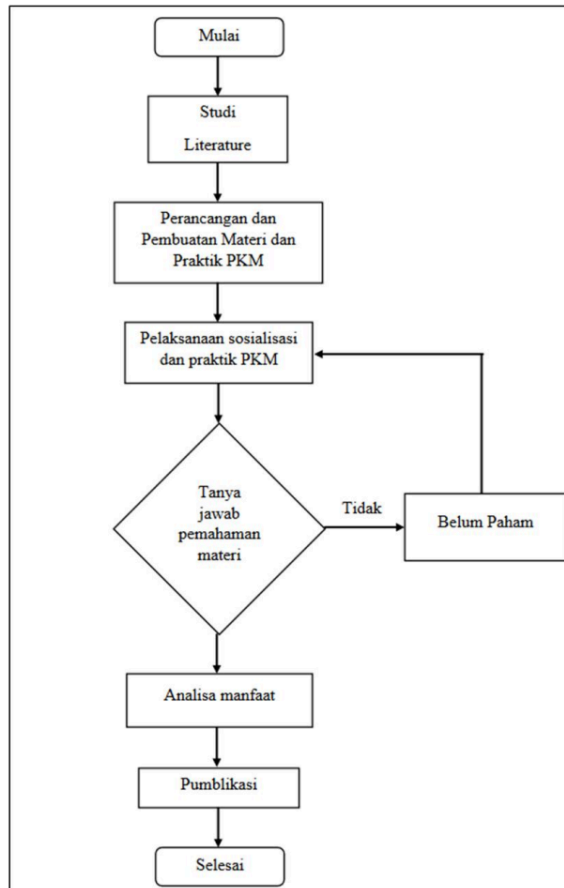 Mulai
Studi
Literature
Perancangan dan
Pembuatan Materi dan
Praktik PKM
Pelaksanaan sosialisasi
dan praktik PKM
Tanya
jawab
pemahaman
materi
Tidak
Belum Paham
Analisa manfaat
Pumblikasi
Selesai